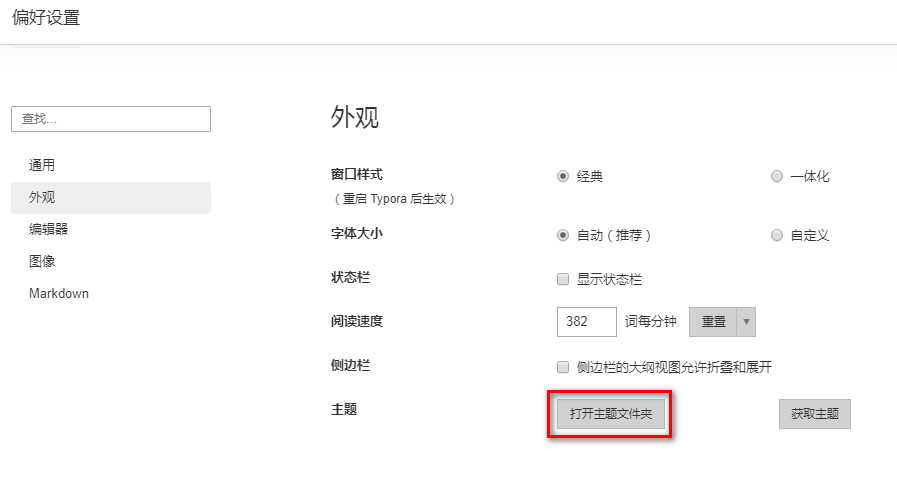 偏好设置
查找...
通用
外观
编辑器
图像
Markdown
外观
窗口样式
（重启 Typora 后生效）
经典
一体化
字体大小
自动（推荐）
自定义
状态栏
显示状态栏
阅读速度
382
词每分钟
重置
侧边栏
侧边栏的大纲视图允许折叠和展开
主题
打开主题文件夹
获取主题